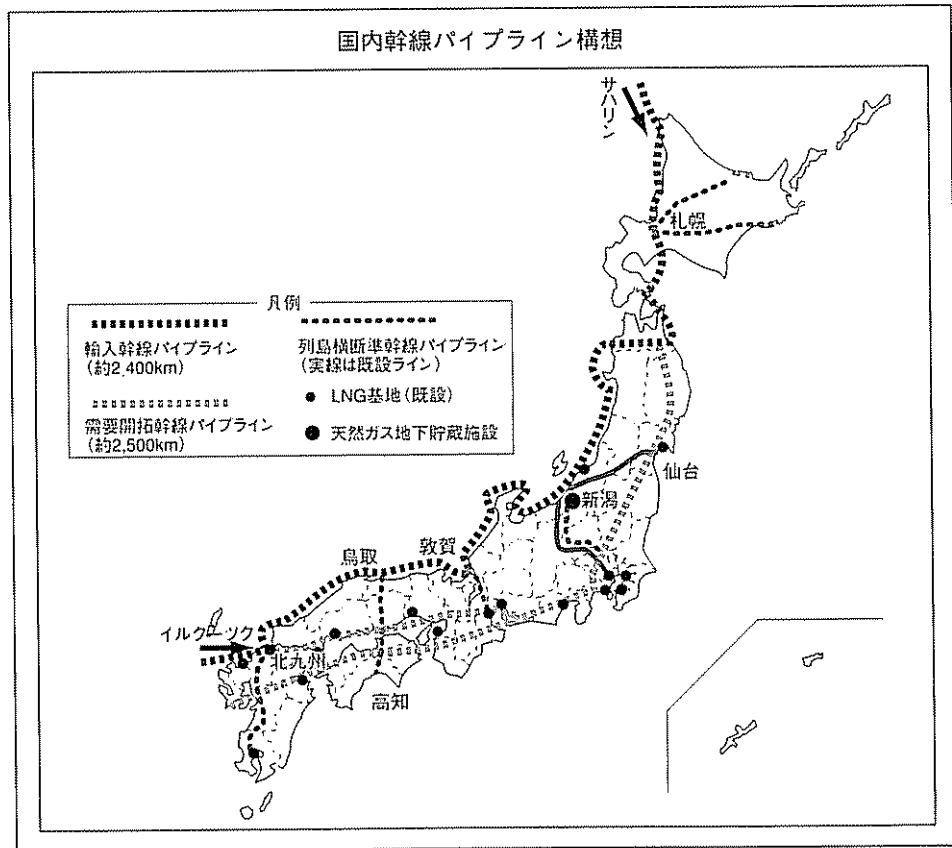 国内幹線パイプライン構想
サハリン
札幌
凡例
輸入幹線パイプライン
(約2,400km)
列島横断準幹線パイプライン
(実線は既設ライン)
LNG基地(既設)
需要開拓幹線パイプライン
(約2,500km)
天然ガス地下貯蔵施設
仙台
新潟
敦賀
鳥取
イルクーツク
北九州
高知